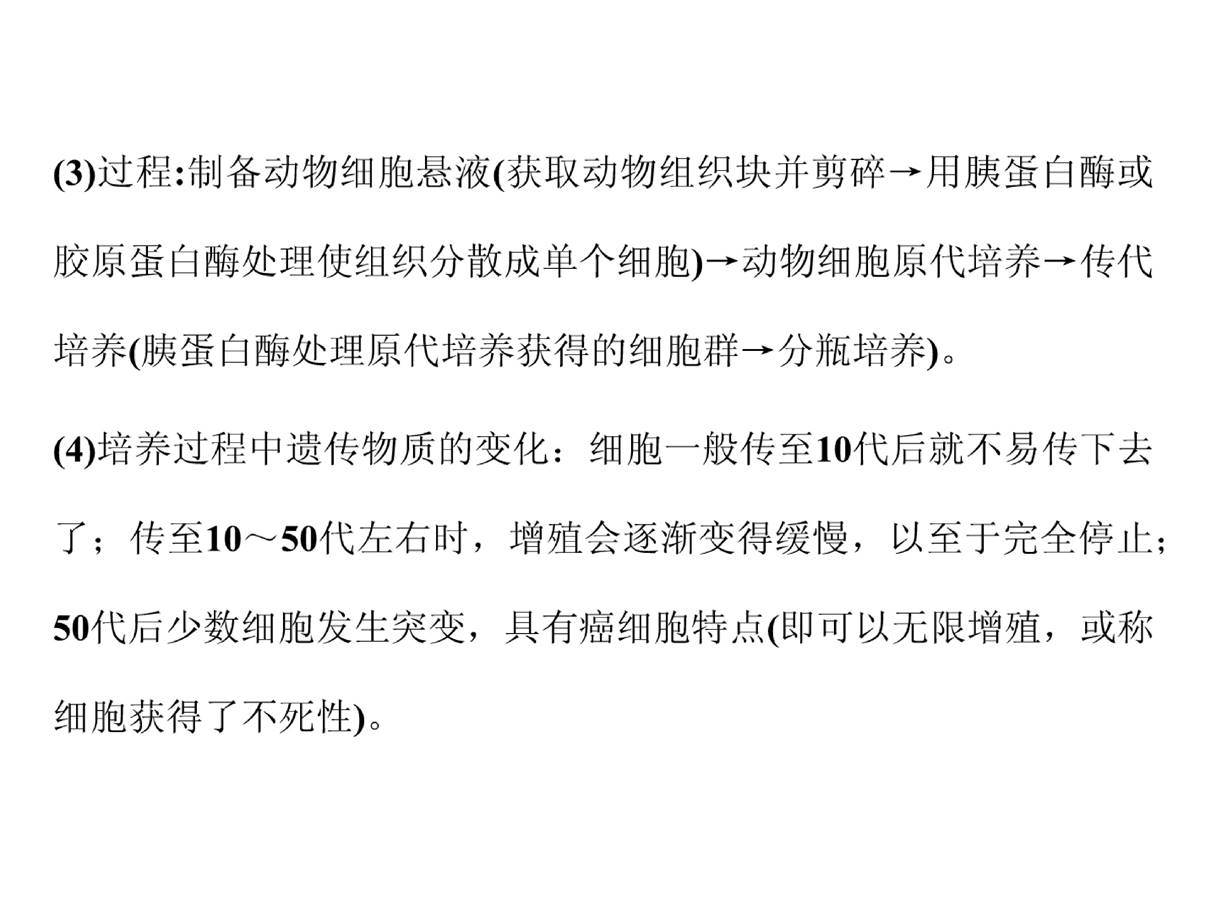 (3)过程:制备动物细胞悬液(获取动物组织块并剪碎→用胰蛋白酶或
胶原蛋白酶处理使组织分散成单个细胞)→动物细胞原代培养→传代
培养(胰蛋白酶处理原代培养获得的细胞群→分瓶培养)。
(4)培养过程中遗传物质的变化：细胞一般传至10代后就不易传下去
了；传至10～50代左右时，增殖会逐渐变得缓慢，以至于完全停止；
50代后少数细胞发生突变，具有癌细胞特点(即可以无限增殖，或称
细胞获得了不死性)。